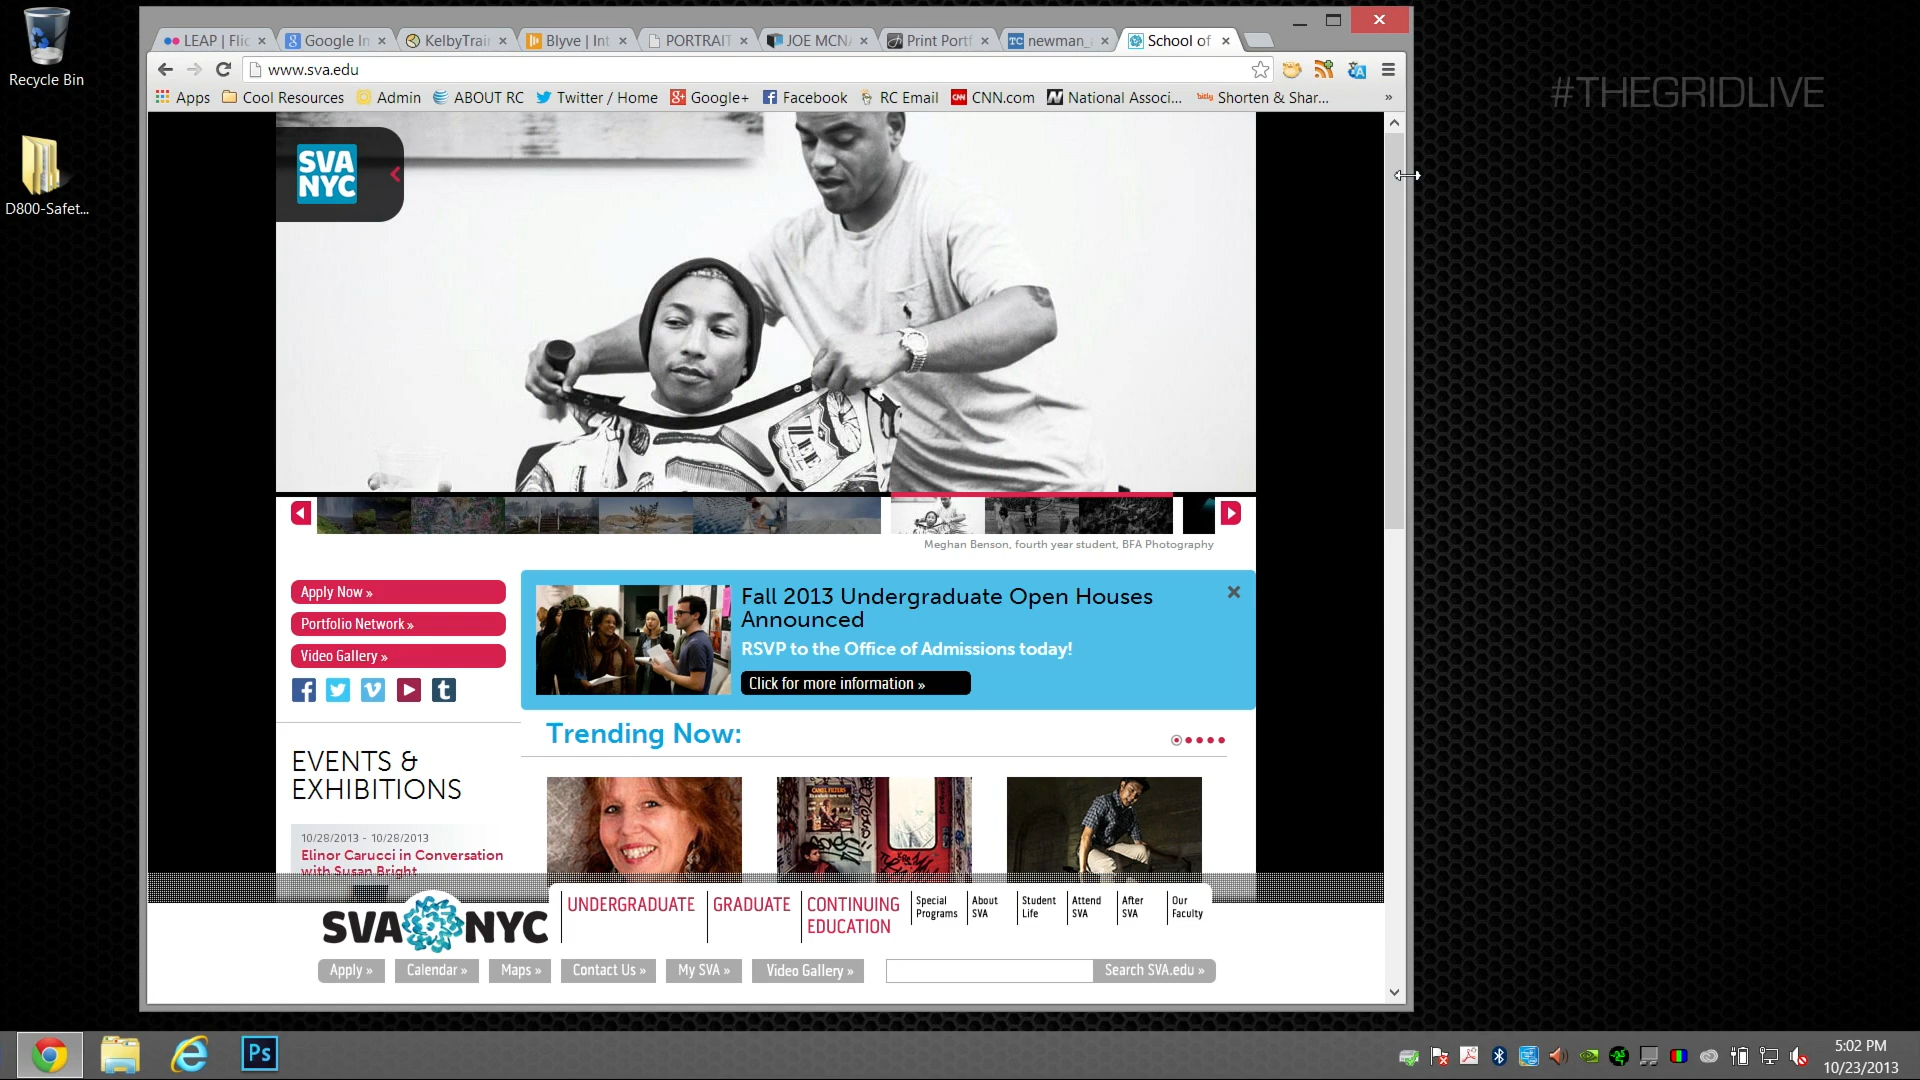 Recycle Bin
D800-Safet...
#THEGRIDLIVE
LEAP | Flic
Google In
KelbyTrai
Blyve | Int
PORTRAIT
JOE MCN
Print Portf
newman_
School of
www.sva.edu
Apps
Cool Resources
Admin
ABOUT RC
Twitter / Home
Google+
Facebook
RC Email
CNN.com
National Associ...
Shorten & Shar...
»
SVA
NYC
Meghan Benson, fourth year student, BFA Photography
Apply Now »
Portfolio Network »
Video Gallery »
Fall 2013 Undergraduate Open Houses
Announced
RSVP to the Office of Admissions today!
Click for more information »
Trending Now:
EVENTS &
EXHIBITIONS
10/28/2013 - 10/28/2013
Elinor Carucci in Conversation
with Susan Bright
SVA NYC
UNDERGRADUATE
GRADUATE
CONTINUING
EDUCATION
Special
Programs
About
SVA
Student
Life
Attend
SVA
After
SVA
Our
Faculty
Apply »
Calendar »
Maps »
Contact Us »
My SVA »
Video Gallery »
Search SVA.edu »
Ps
5:02 PM
10/23/2013